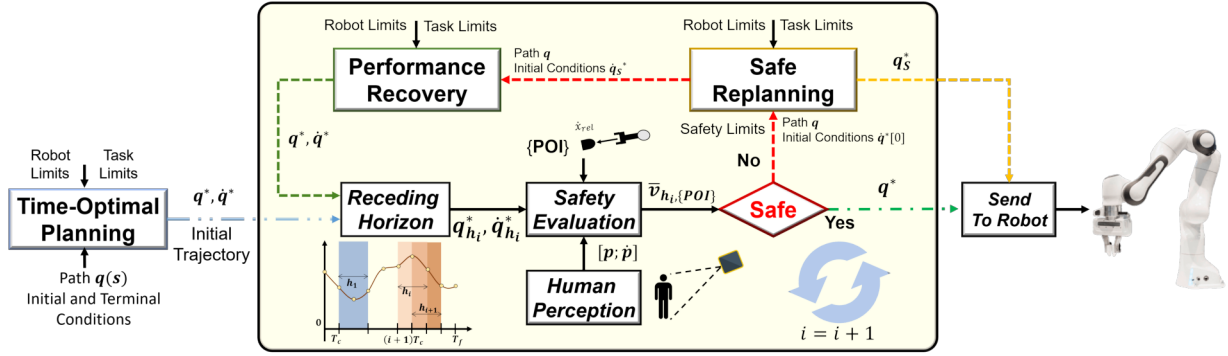 Robot Limits
Task Limits
Time-Optimal
Planning
Path q(s)
Initial and Terminal
Conditions
q*, q̇*
Initial
Trajectory
Robot Limits
Task Limits
Performance
Recovery
Path q
Initial Conditions q̇s*
Robot Limits
Task Limits
Safe
Replanning
qs*
q*, q̇*
Receding
Horizon
q*hi, q̇*hi
{POI}
ẋrel
Safety
Evaluation
v̅hi,{POI}
Safety Limits
Path q
Initial Conditions q̇*[0]
No
Safe
Yes
q*
Send
To Robot
[p; ṗ]
Human
Perception
h1
hi
hi+1
0
Tc
(i + 1)Tc
Tf
i = i + 1